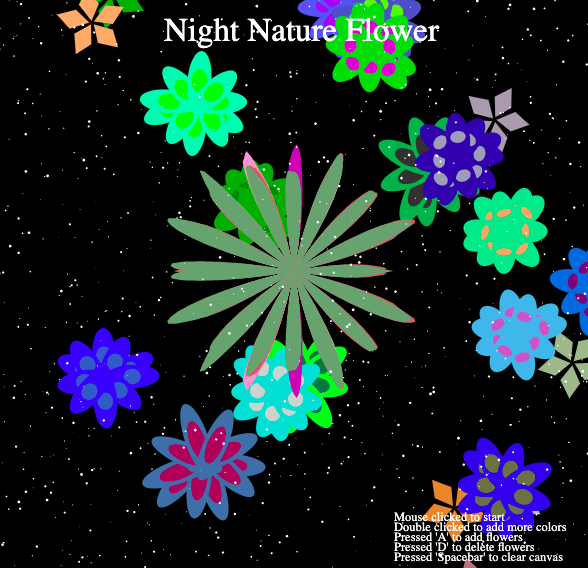 Night Nature Flower
Mouse clicked to start
Double clicked to add more colors
Pressed 'A' to add flowers
Pressed 'D' to delete flowers
Pressed 'Spacebar' to clear canvas